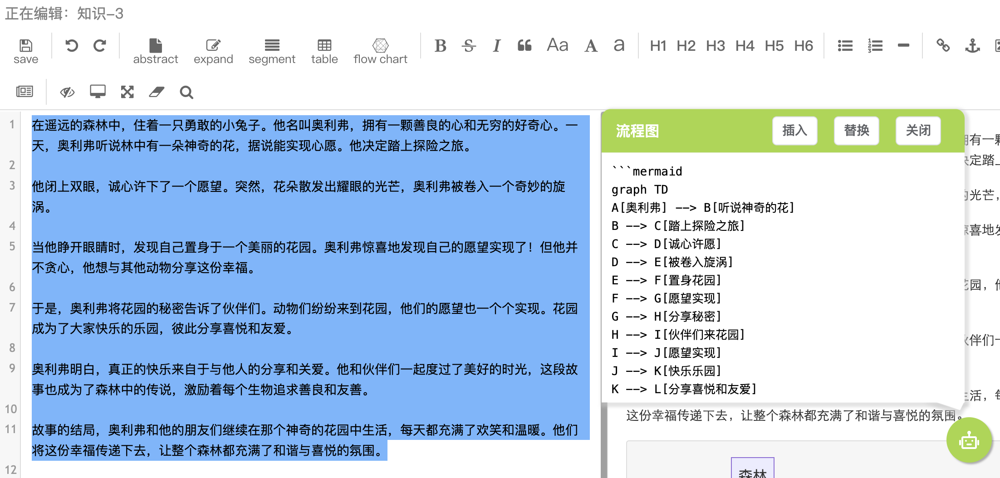 正在编辑：知识-3
save
abstract
expand
segment
table
flow chart
B S I Aa A a H1 H2 H3 H4 H5 H6
1 在遥远的森林中，住着一只勇敢的小兔子。他名叫奥利弗，拥有一颗善良的心和无穷的好奇心。一
天，奥利弗听说林中有一朵神奇的花，据说能实现心愿。他决定踏上探险之旅。
2
3 他闭上双眼，诚心许下了一个愿望。突然，花朵散发出耀眼的光芒，奥利弗被卷入一个奇妙的旋
涡。
4
5 当他睁开眼睛时，发现自己置身于一个美丽的花园。奥利弗惊喜地发现自己的愿望实现了！但他并
不贪心，他想与其他动物分享这份幸福。
6
7 于是，奥利弗将花园的秘密告诉了伙伴们。动物们纷纷来到花园，他们的愿望也一个个实现。花园
成为了大家快乐的乐园，彼此分享喜悦和友爱。
8
9 奥利弗明白，真正的快乐来自于与他人的分享和关爱。他和伙伴们一起度过了美好的时光，这段故
事也成为了森林中的传说，激励着每个生物追求善良和友善。
10
11 故事的结局，奥利弗和他的朋友们继续在那个神奇的花园中生活，每天都充满了欢笑和温暖。他们
将这份幸福传递下去，让整个森林都充满了和谐与喜悦的氛围。
12
流程图
插入
替换
关闭
```mermaid
graph TD
A[奥利弗] --> B[听说神奇的花]
B --> C[踏上探险之旅]
C --> D[诚心许愿]
D --> E[被卷入旋涡]
E --> F[置身花园]
F --> G[愿望实现]
G --> H[分享秘密]
H --> I[伙伴们来花园]
I --> J[愿望实现]
J --> K[快乐乐园]
K --> L[分享喜悦和友爱]
有一
定踏
光芒，
喜地
园，
伴们
活，
这份幸福传递下去，让整个森林都充满了和谐与喜悦的氛围。
森林